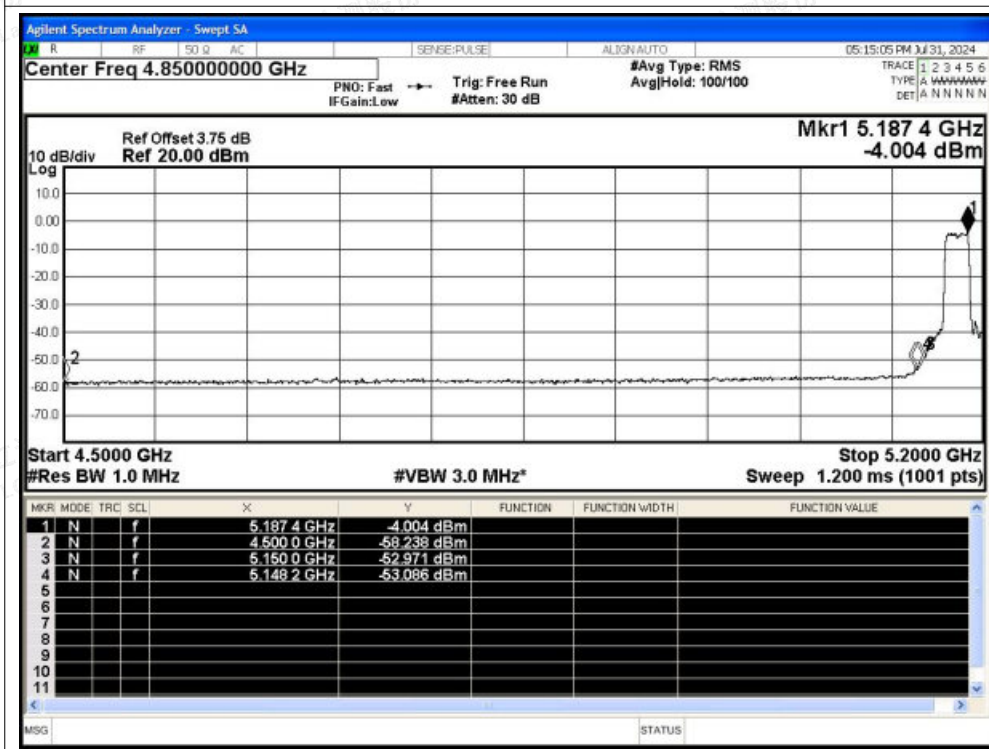 Agilent Spectrum Analyzer - Swept SA
R RF 50 Ω AC SENSE:PULSE ALIGN AUTO 05:15:05 PM Jul 31, 2024
Center Freq 4.850000000 GHz #Avg Type: RMS TRACE 1 2 3 4 5 6
PNO: Fast Trig: Free Run Avg|Hold: 100/100 TYPE A WWWWW
IFGain:Low #Atten: 30 dB DET A N N N N N
Mkr1 5.187 4 GHz
Ref Offset 3.75 dB
10 dB/div Ref 20.00 dBm -4.004 dBm
Log
10.0
1
0.00
-10.0
-20.0
-30.0
-40.0
-50.0
2
-60.0
-70.0
Start 4.5000 GHz Stop 5.2000 GHz
#Res BW 1.0 MHz #VBW 3.0 MHz* Sweep 1.200 ms (1001 pts)
MKR MODE TRC SCL X Y FUNCTION FUNCTION WIDTH FUNCTION VALUE
1 N f 5.187 4 GHz -4.004 dBm
2 N f 4.500 0 GHz -58.238 dBm
3 N f 5.150 0 GHz -52.971 dBm
4 N f 5.148 2 GHz -53.086 dBm
5
6
7
8
9
10
11
MSG STATUS